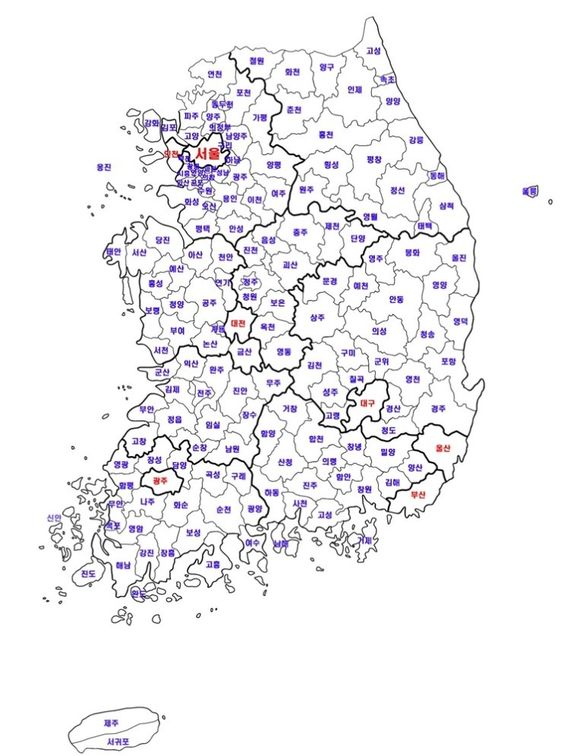 고성
철원
화천
양구
연천
인제
속초
포천
양양
동두천
춘천
파주
양주
가평
강화
김포
의정부
고양
남양주
홍천
강릉
구리
인천
서울
하남
양평
횡성
평창
옹진
광주
동해
정선
울릉
성남
시흥
안양
수원
여주
원주
이천
용인
화성
오산
삼척
영월
태백
평택
안성
제천
충주
음성
단양
당진
태안
서산
아산
천안
진천
영주
봉화
울진
예산
괴산
문경
예천
홍성
연기
청주
영양
안동
청양
공주
청원
보은
보령
상주
영덕
대전
계룡
옥천
부여
의성
청송
논산
서천
금산
영동
구미
군위
포항
익산
완주
김천
군산
무주
칠곡
영천
김제
전주
진안
성주
대구
부안
거창
경산
경주
장수
고령
정읍
임실
함양
청도
고창
합천
창녕
순창
남원
밀양
울산
영광
장성
담양
산청
의령
양산
곡성
구례
함안
함평
광주
진주
김해
하동
창원
부산
나주
화순
무안
순천
광양
사천
고성
신안
목포
영암
보성
여수
남해
거제
강진
장흥
해남
고흥
진도
완도
제주
서귀포